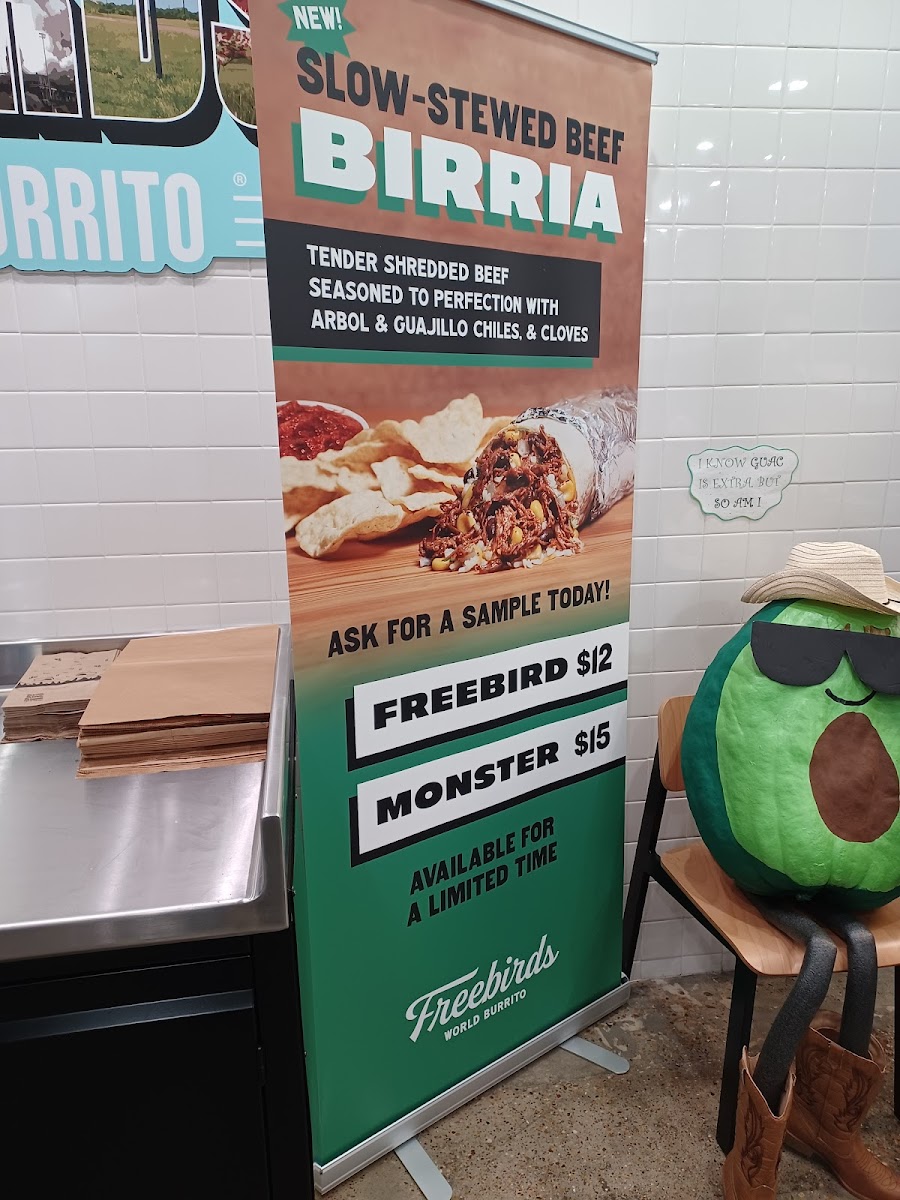 NEW!
SLOW-STEWED BEEF
BIRRIA
TENDER SHREDDED BEEF
SEASONED TO PERFECTION WITH
ARBOL & GUAJILLO CHILES, & CLOVES
ASK FOR A SAMPLE TODAY!
FREEBIRD $12
MONSTER $15
AVAILABLE FOR
A LIMITED TIME
Freebirds
WORLD BURRITO
®
I KNOW GUAC
IS EXTRA BUT
SO AM I